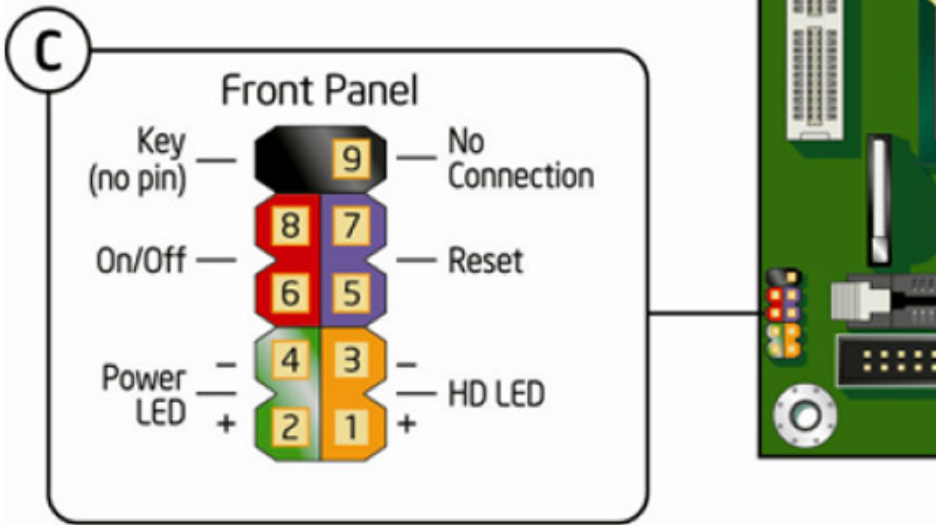 C
Front Panel
Key
(no pin)
9
No
Connection
8 7
On/Off
Reset
6 5
− 4 3 −
Power
LED
HD LED
+ 2 1 +